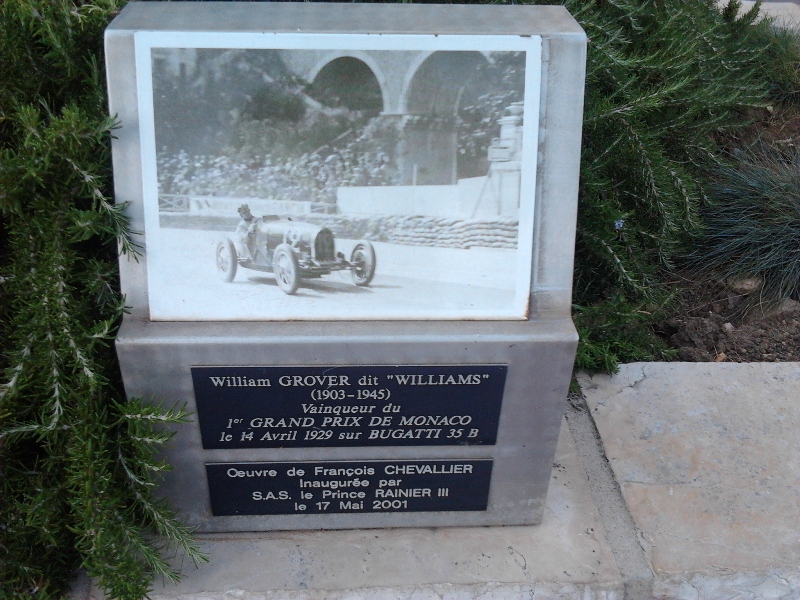 William GROVER dit "WILLIAMS"
(1903-1945)
Vainqueur du
1er GRAND PRIX DE MONACO
le 14 Avril 1929 sur BUGATTI 35 B
Œuvre de François CHEVALLIER
Inaugurée par
S.A.S. le Prince RAINIER III
le 17 Mai 2001